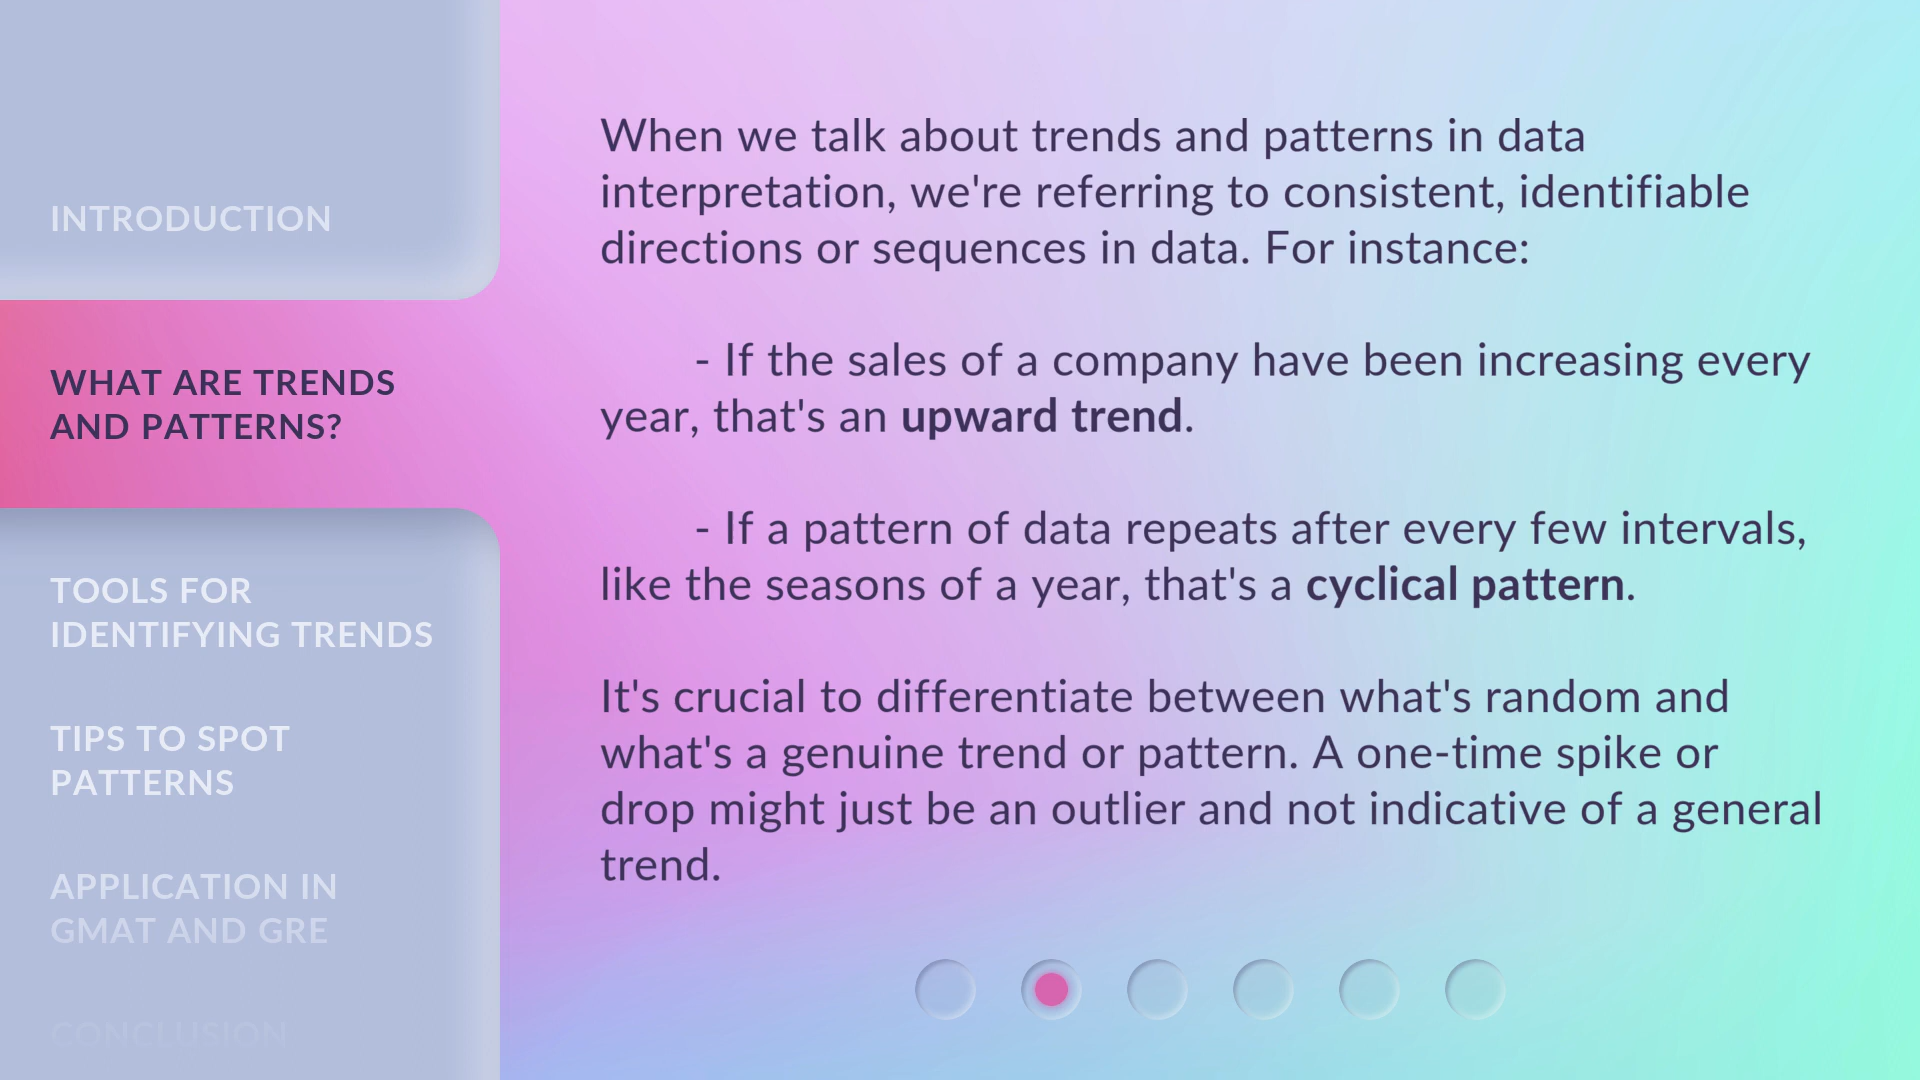 INTRODUCTION
WHAT ARE TRENDS
AND PATTERNS?
TOOLS FOR
IDENTIFYING TRENDS
TIPS TO SPOT
PATTERNS
APPLICATION IN
GMAT AND GRE
CONCLUSION
When we talk about trends and patterns in data
interpretation, we're referring to consistent, identifiable
directions or sequences in data. For instance:
- If the sales of a company have been increasing every
year, that's an upward trend.
- If a pattern of data repeats after every few intervals,
like the seasons of a year, that's a cyclical pattern.
It's crucial to differentiate between what's random and
what's a genuine trend or pattern. A one-time spike or
drop might just be an outlier and not indicative of a general
trend.